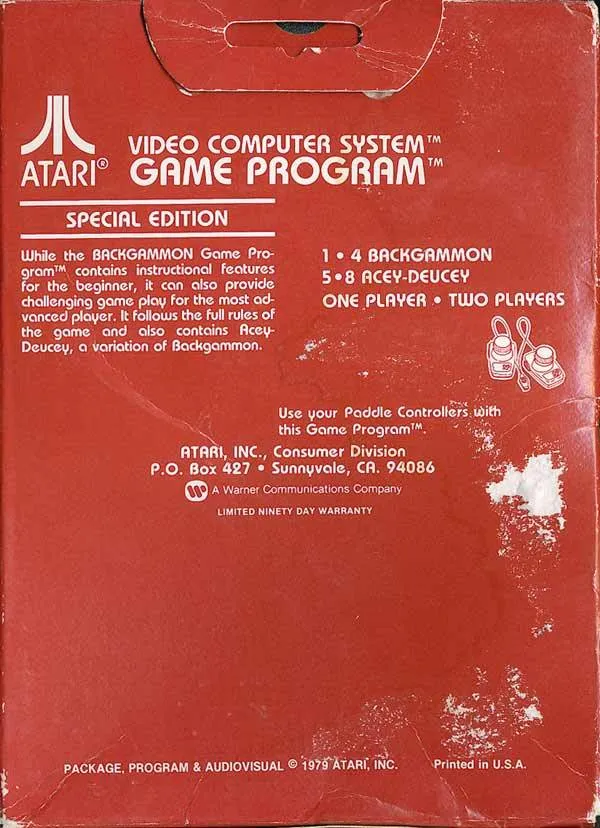 VIDEO COMPUTER SYSTEM™
ATARI® GAME PROGRAM™
SPECIAL EDITION
While the BACKGAMMON Game Pro-
gram™ contains instructional features
for the beginner, it can also provide
challenging game play for the most ad-
vanced player. It follows the full rules of
the game and also contains Acey-
Deucey, a variation of Backgammon.
1 • 4 BACKGAMMON
5 • 8 ACEY-DEUCEY
ONE PLAYER • TWO PLAYERS
Use your Paddle Controllers with
this Game Program™.
ATARI, INC., Consumer Division
P.O. Box 427 • Sunnyvale, CA. 94086
A Warner Communications Company
LIMITED NINETY DAY WARRANTY
PACKAGE, PROGRAM & AUDIOVISUAL © 1979 ATARI, INC. Printed in U.S.A.